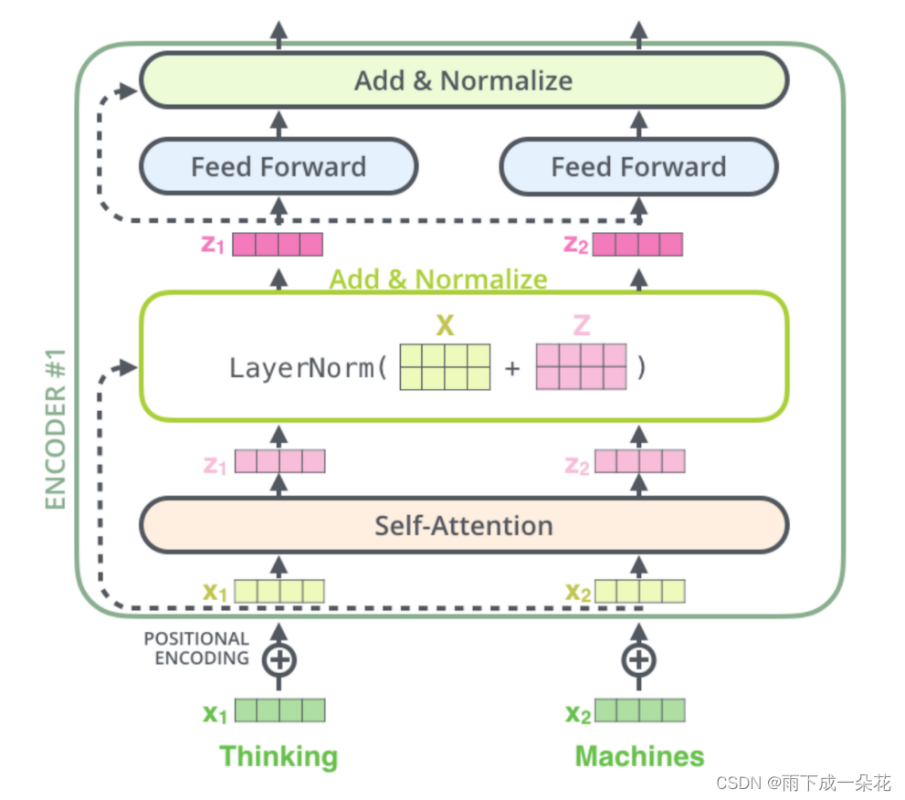 Add & Normalize
Feed Forward Feed Forward
z1 z2
Add & Normalize
X Z
LayerNorm( + )
ENCODER #1
z1 z2
Self-Attention
x1 x2
POSITIONAL
ENCODING
x1 x2
Thinking Machines
CSDN @雨下成一朵花